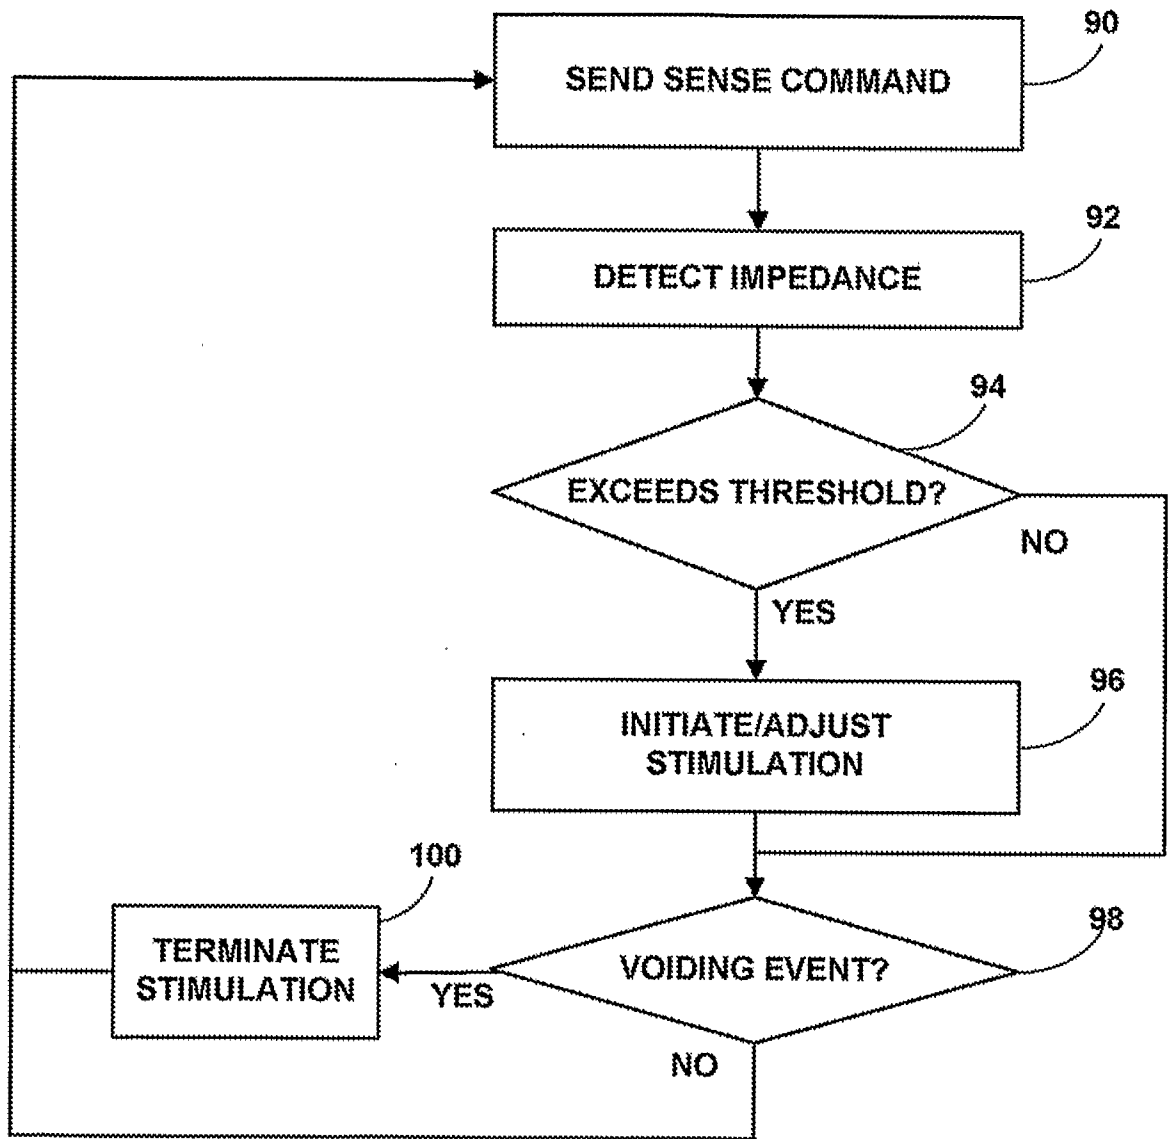 90
SEND SENSE COMMAND
92
DETECT IMPEDANCE
94
EXCEEDS THRESHOLD?
NO
YES
96
INITIATE/ADJUST
STIMULATION
100
TERMINATE
STIMULATION
YES
98
VOIDING EVENT?
NO